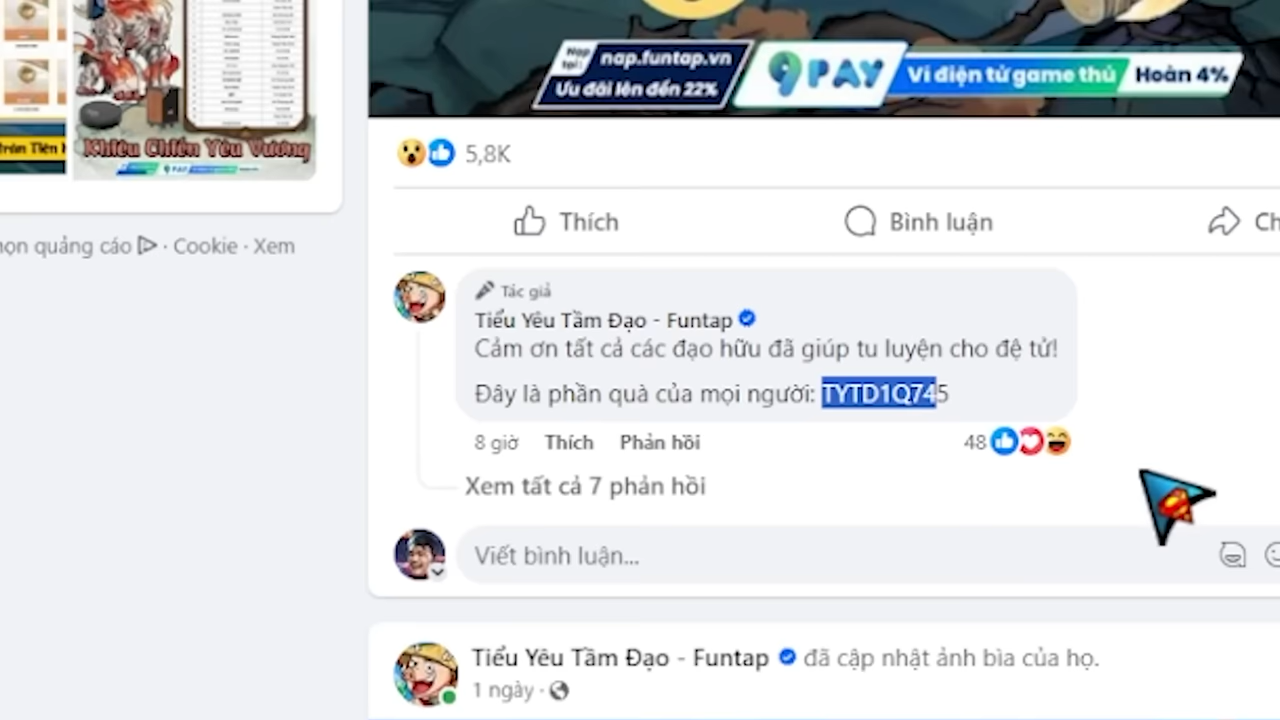 Nạp tại:
nap.funtap.vn
Ưu đãi lên đến 22%
9PAY
Ví điện tử game thủ
Hoàn 4%
Khiêu Chiến Yêu Vương
5,8K
Thích
Bình luận
Ch
họn quảng cáo · Cookie · Xem
Tác giả
Tiểu Yêu Tầm Đạo - Funtap
Cảm ơn tất cả các đạo hữu đã giúp tu luyện cho đệ tử!
Đây là phần quà của mọi người: TYTD1Q745
8 giờ Thích Phản hồi 48
Xem tất cả 7 phản hồi
Viết bình luận...
Tiểu Yêu Tầm Đạo - Funtap đã cập nhật ảnh bìa của họ.
1 ngày ·